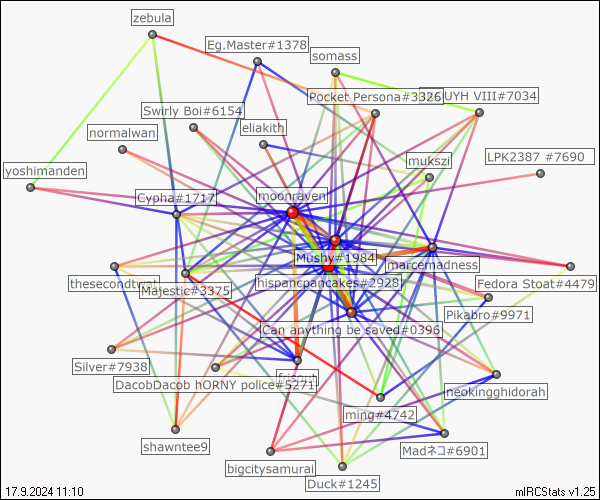 zebula
Eg.Master#1378
somass
Pocket Persona#3326
UYH VIII#7034
Swirly Boi#6154
eliakith
normalwan
mukszi
LPK2387 #7690
yoshimanden
Cypha#1717
moonraven
Mushy#1984
marcemadness
thesecondtwat
Majestic#3375
hispancpancakes#2928
Fedora Stoat#4479
Pikabro#9971
Can anything be saved#0396
Silver#7938
DacobDacob hORNY police#5271
neokingghidorah
ming#4742
shawntee9
Madネコ#6901
bigcitysamurai
Duck#1245
17.9.2024 11:10
mIRCStats v1.25